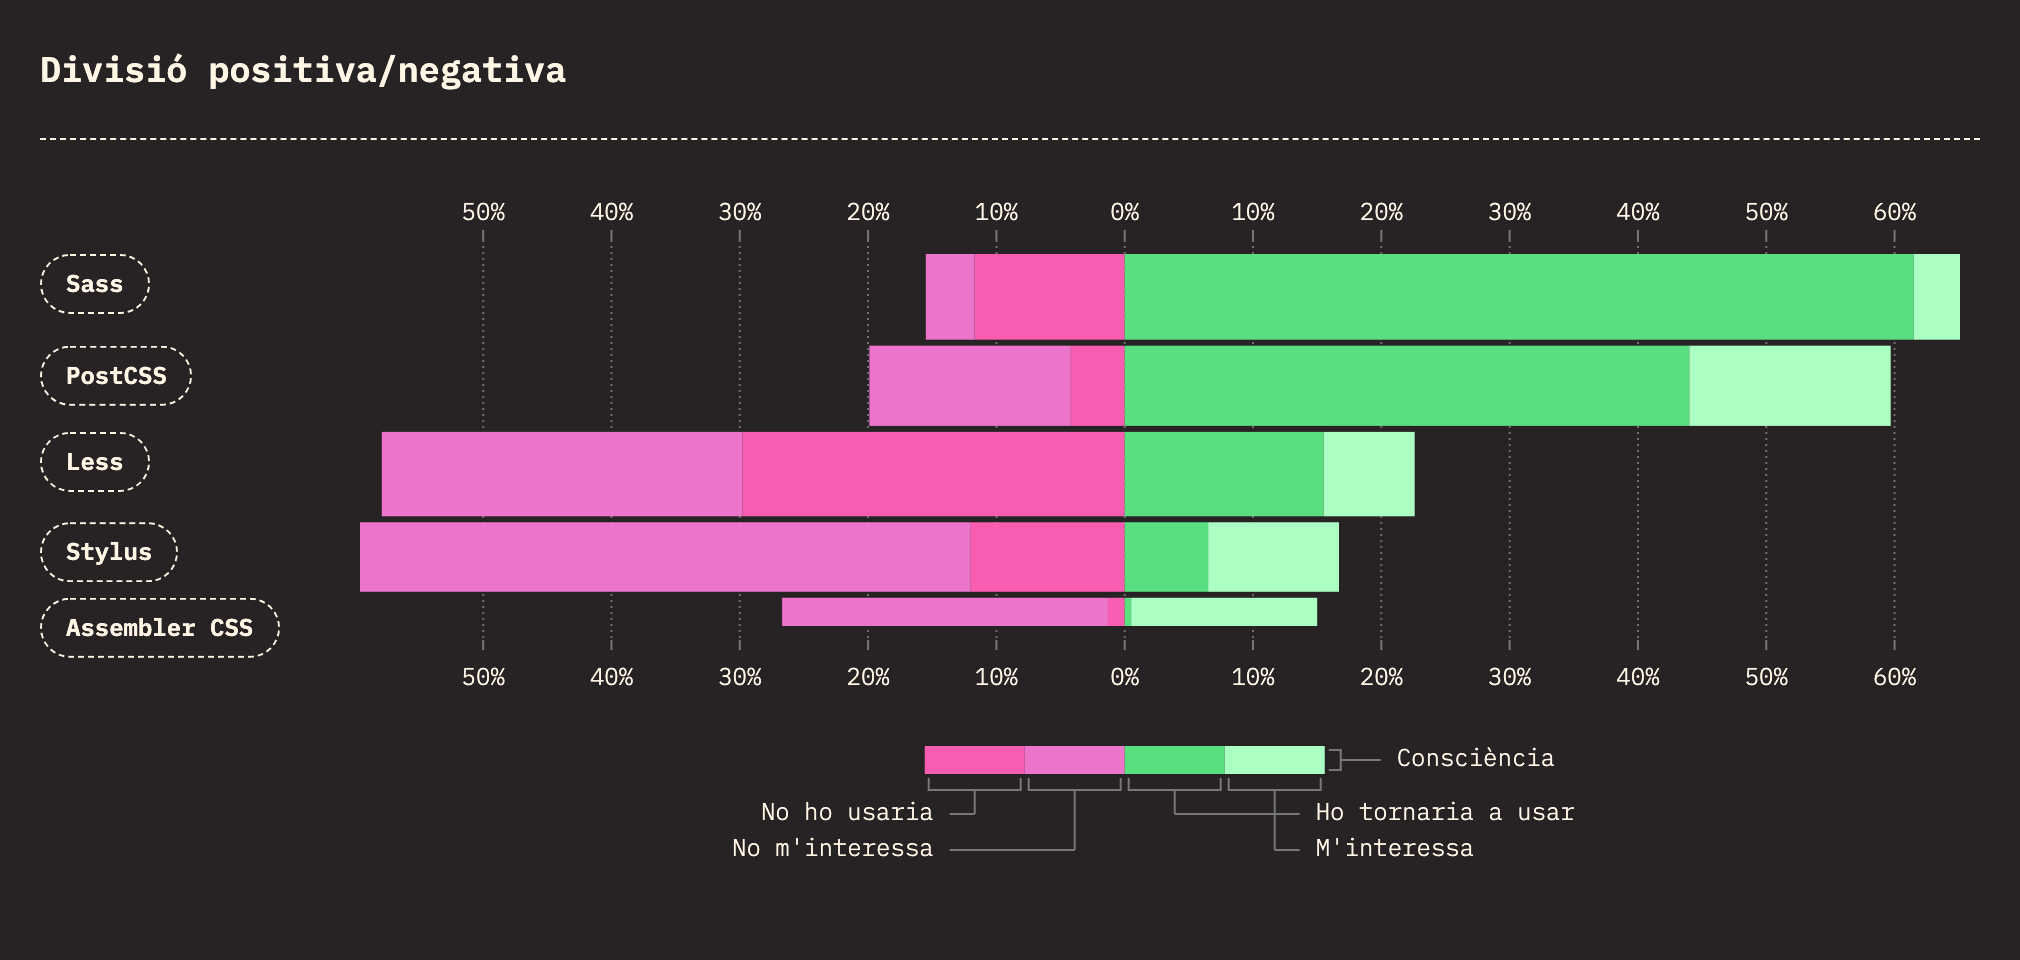 Divisió positiva/negativa
50% 40% 30% 20% 10% 0% 10% 20% 30% 40% 50% 60%
Sass
PostCSS
Less
Stylus
Assembler CSS
50% 40% 30% 20% 10% 0% 10% 20% 30% 40% 50% 60%
Consciència
No ho usaria
Ho tornaria a usar
No m'interessa
M'interessa